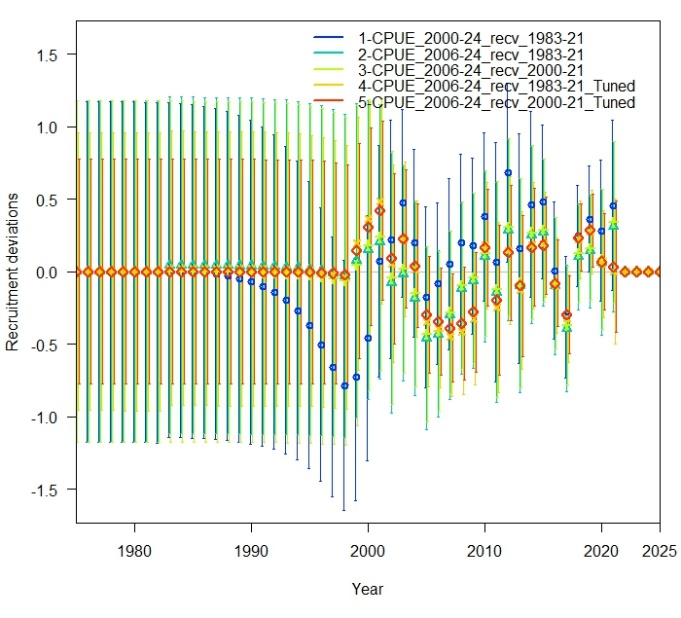 1-CPUE_2000-24_recv_1983-21
2-CPUE_2006-24_recv_1983-21
3-CPUE_2006-24_recv_2000-21
4-CPUE_2006-24_recv_1983-21_Tuned
5-CPUE_2006-24_recv_2000-21_Tuned
Recruitment deviations
1.5
1.0
0.5
0.0
-0.5
-1.0
-1.5
1980 1990 2000 2010 2020 2025
Year